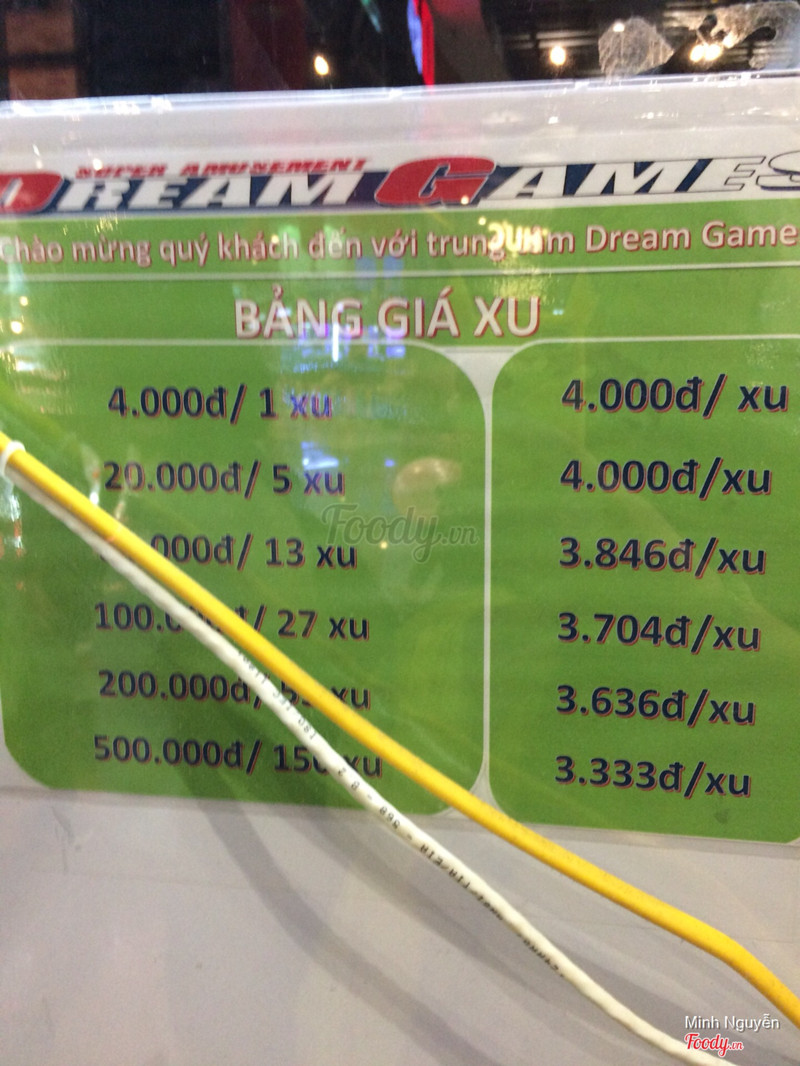 SUPER AMUSEMENT
DREAM GAMES
Chào mừng quý khách đến với Dream Game
BẢNG GIÁ XU
4.000đ/ 1 xu 4.000đ/ xu
20.000đ/ 5 xu 4.000đ/xu
000đ/ 13 xu 3.846đ/xu
/ 27 xu 3.704đ/xu
200.000đ/ xu 3.636đ/xu
500.000đ/ xu 3.333đ/xu
Foody.vn
Minh Nguyễn
Foody.vn